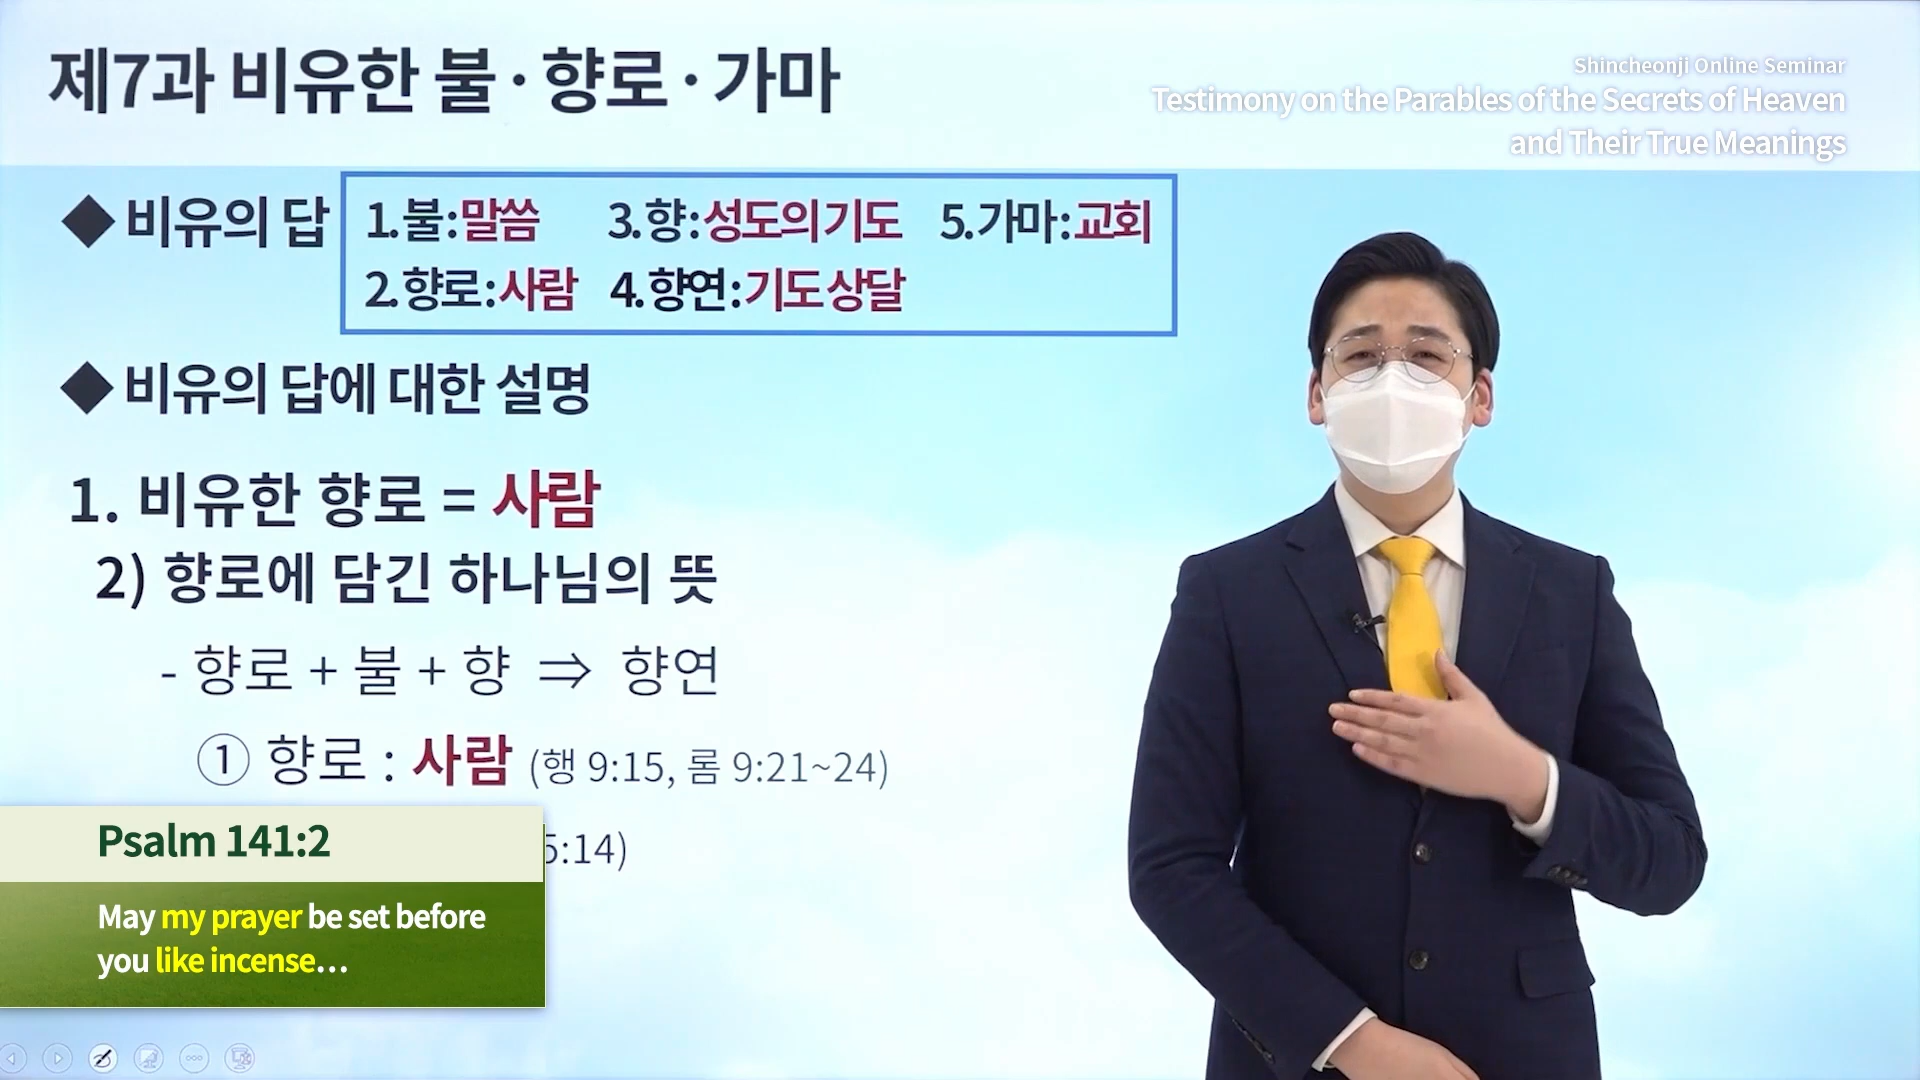 제7과 비유한 불·향로·가마
Shincheonji Online Seminar
Testimony on the Parables of the Secrets of Heaven
and Their True Meanings
◆ 비유의 답
1. 불 : 말씀 3. 향 : 성도의 기도 5. 가마 : 교회
2. 향로 : 사람 4. 향연 : 기도 상달
◆ 비유의 답에 대한 설명
1. 비유한 향로 = 사람
2) 향로에 담긴 하나님의 뜻
- 향로 + 불 + 향 ⇒ 향연
① 향로 : 사람 (행 9:15, 롬 9:21~24)
5:14)
Psalm 141:2
May my prayer be set before
you like incense…